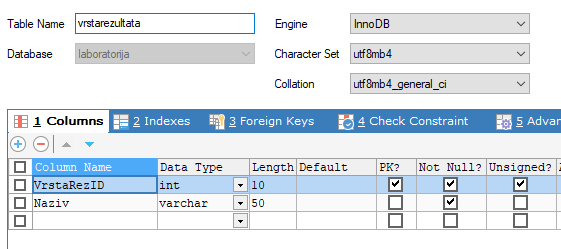 Table Name vrstarezultata Engine InnoDB
Database laboratorija Character Set utf8mb4
Collation utf8mb4_general_ci
1 Columns 2 Indexes 3 Foreign Keys 4 Check Constraint 5 Advan
Column Name Data Type Length Default PK? Not Null? Unsigned?
VrstaRezID int 10
Naziv varchar 50